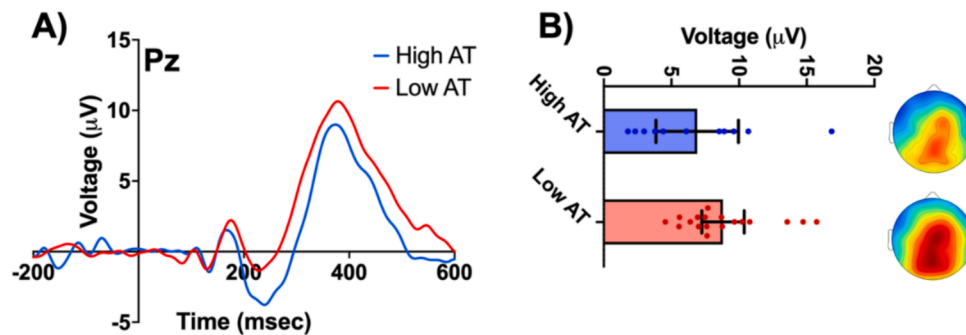 A)
Pz
High AT
Low AT
Voltage (μV)
15
10
5
-5
-200
200
400
600
Time (msec)
B)
Voltage (μV)
0
5
10
15
20
High AT
Low AT